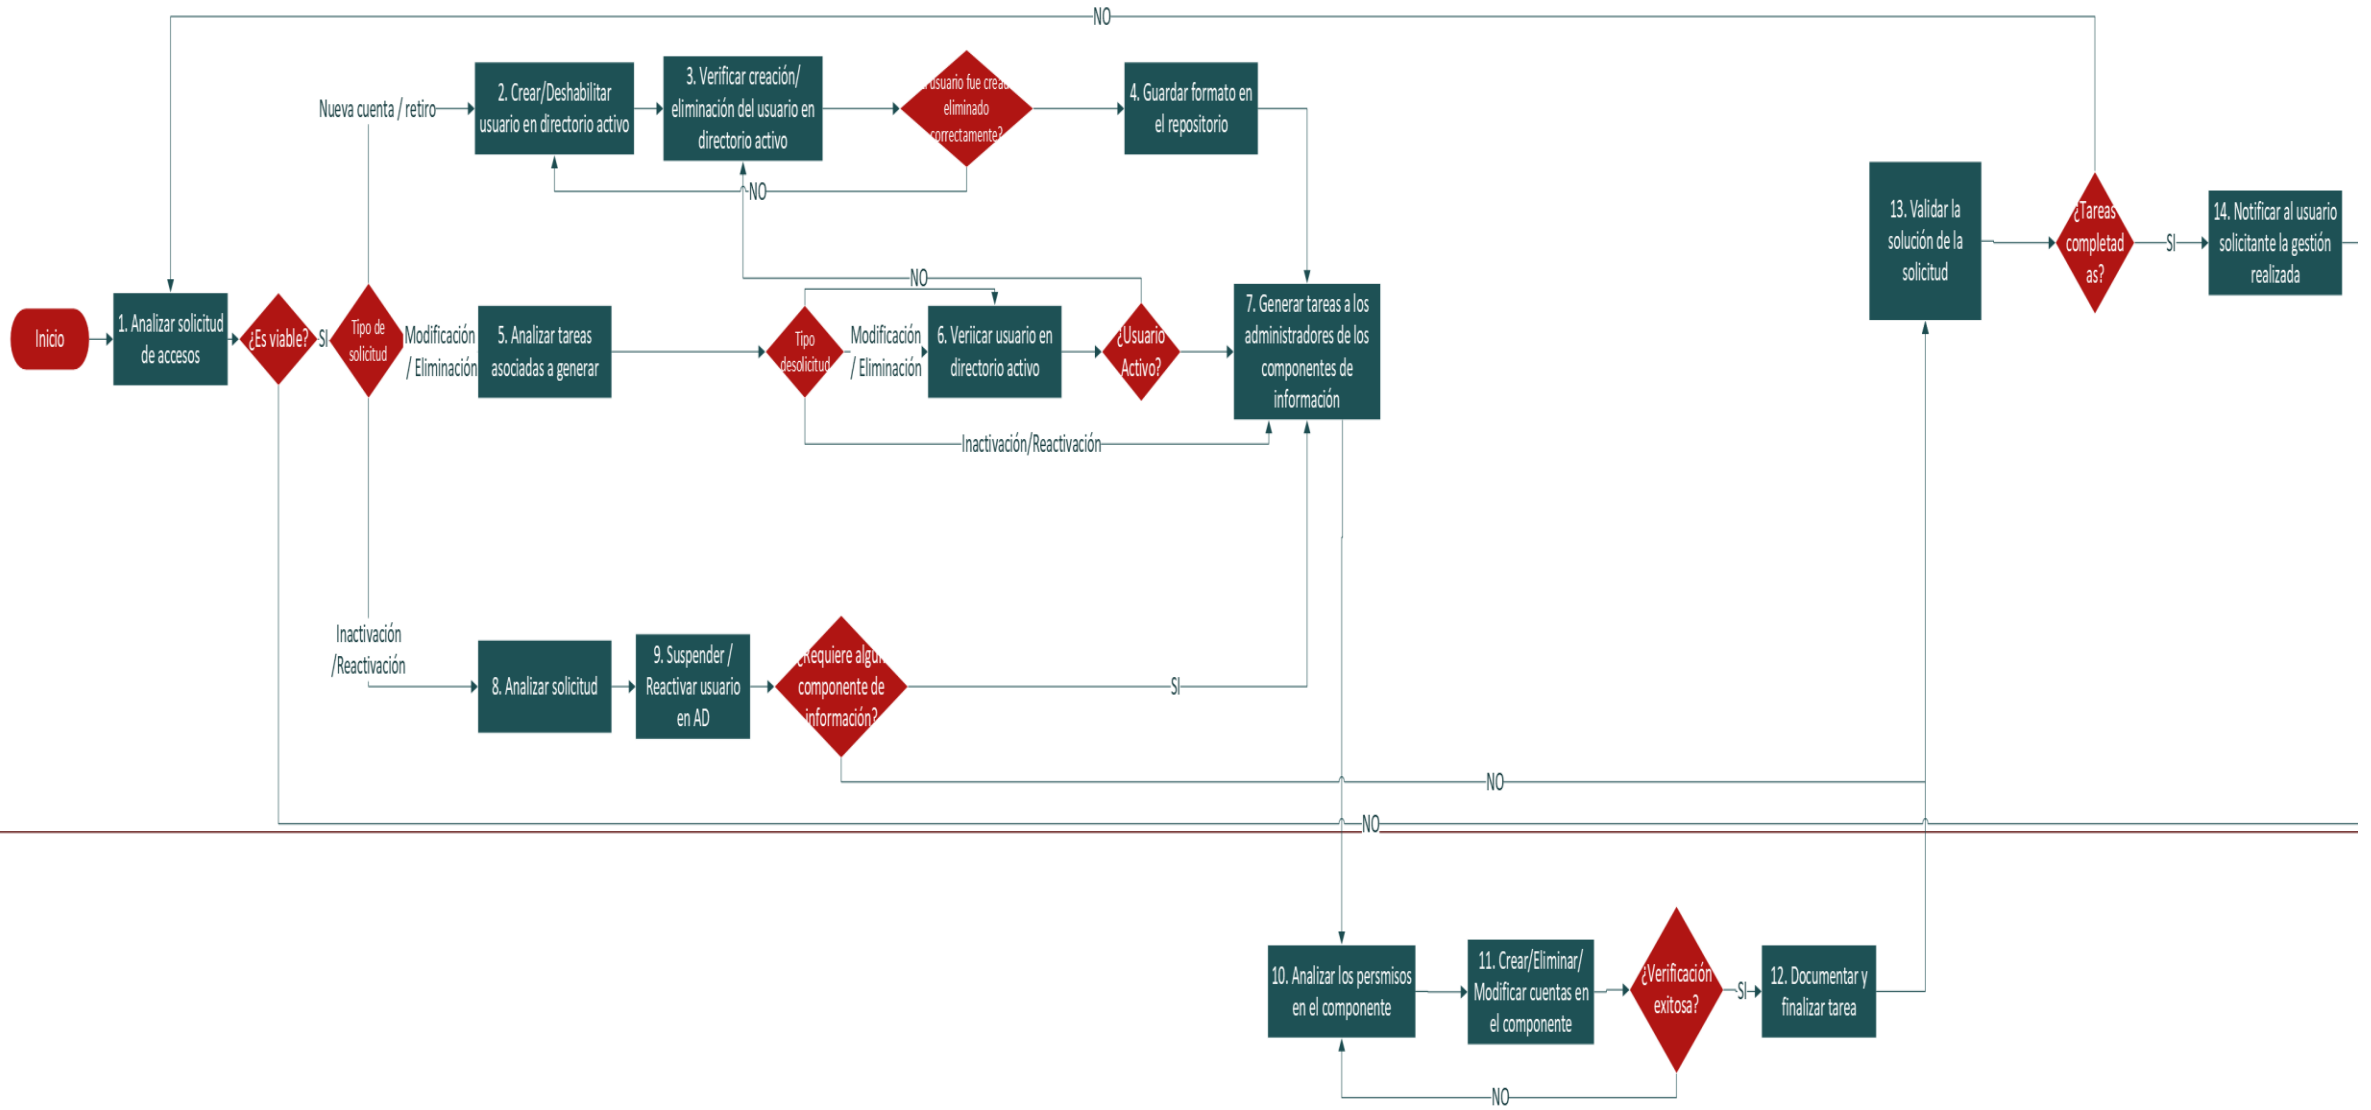 NO
Nueva cuenta / retiro
2. Crear/Deshabilitar
usuario en directorio activo
3. Verificar creación/
eliminación del usuario en
directorio activo
usuario fue
eliminado
correctamente?
4. Guardar formato en
el repositorio
NO
13. Validar la
solución de la
solicitud
¿Tareas
completad
as?
SI
14. Notificar al usuario
solicitante la gestión
realizada
NO
Inicio
1. Analizar solicitud
de accesos
¿Es viable?
SI
Tipo de
solicitud
Modificación
/ Eliminación
5. Analizar tareas
asociadas a generar
Tipo
desolicitud
Modificación
/ Eliminación
6. Veriicar usuario en
directorio activo
¿Usuario
Activo?
7. Generar tareas a los
administradores de los
componentes de
información
Inactivación/Reactivación
Inactivación
/Reactivación
8. Analizar solicitud
9. Suspender /
Reactivar usuario
en AD
¿Requiere
componente de
información?
SI
NO
NO
10. Analizar los persmisos
en el componente
11. Crear/Eliminar/
Modificar cuentas en
el componente
¿Verificación
exitosa?
SI
12. Documentar y
finalizar tarea
NO